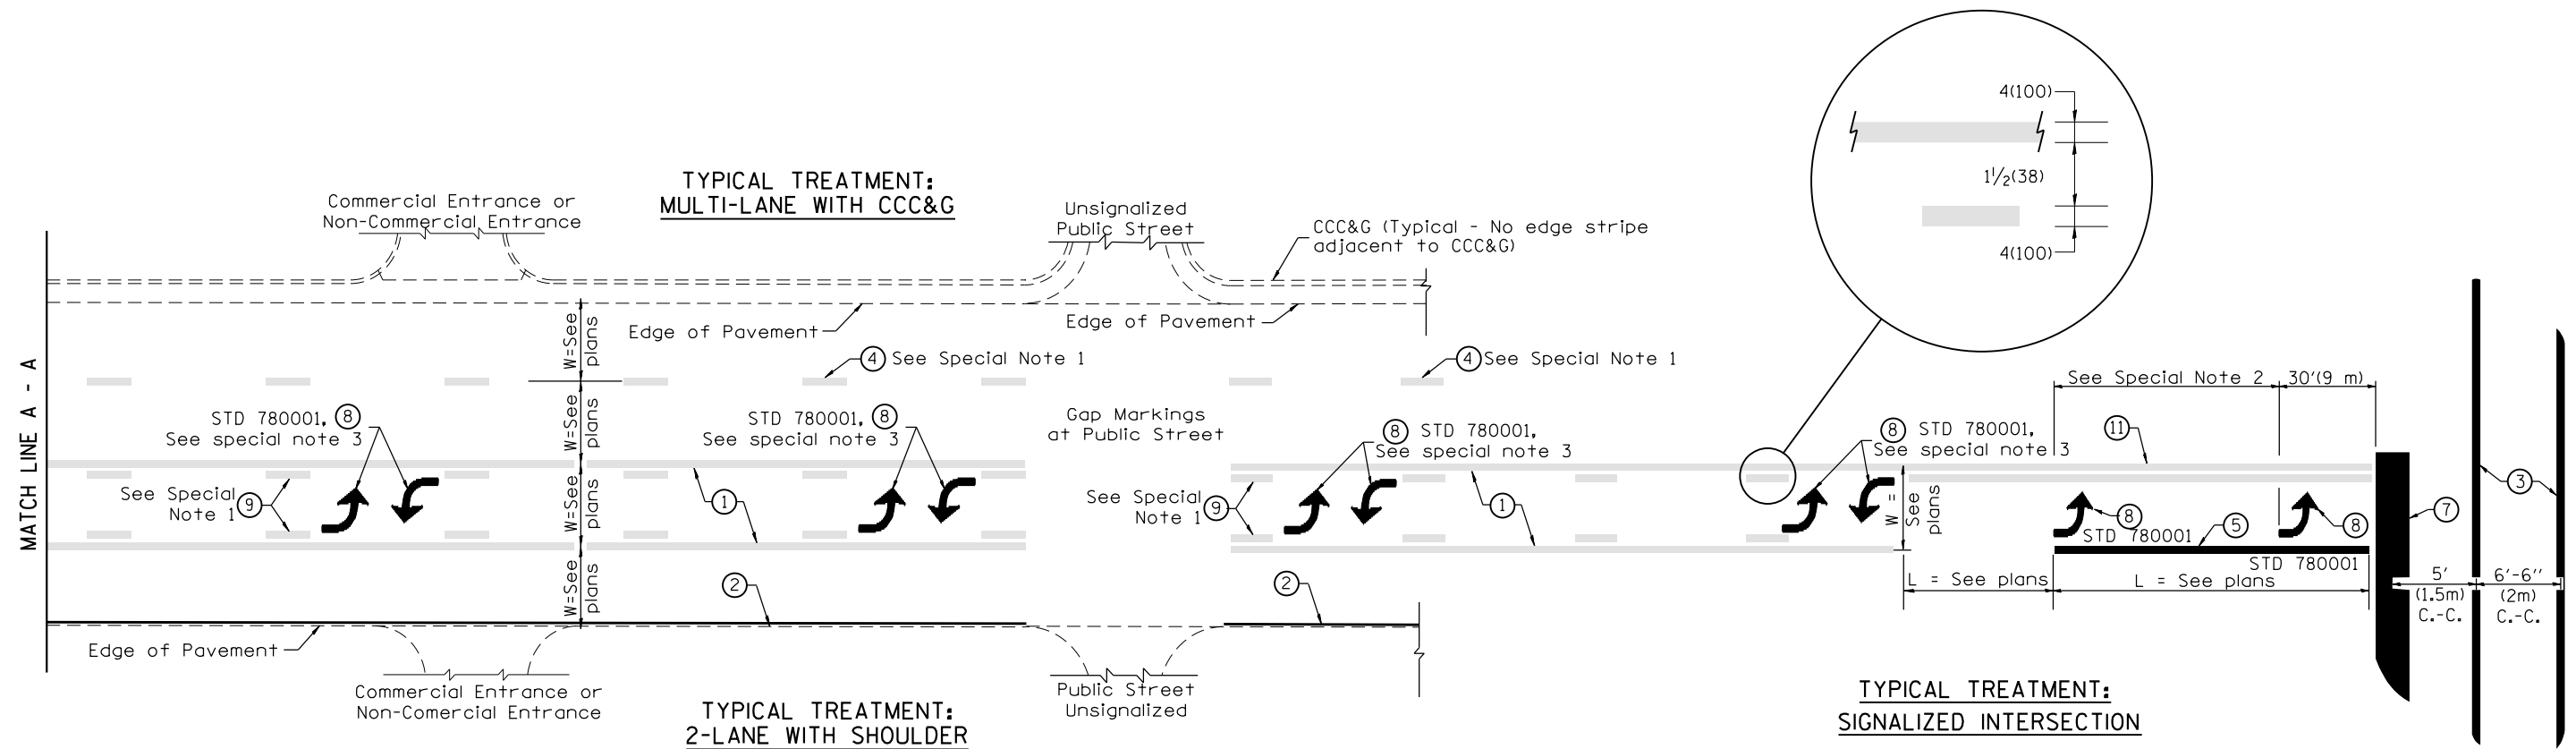 MATCH LINE A - A
TYPICAL TREATMENT:
MULTI-LANE WITH CCC&G
Commercial Entrance or
Non-Commercial Entrance
Unsignalized
Public Street
CCC&G (Typical - No edge stripe
adjacent to CCC&G)
Edge of Pavement
Edge of Pavement
W=See
plans
4 See Special Note 1
4 See Special Note 1
STD 780001, 8
See special note 3
W=See
plans
STD 780001, 8
See special note 3
Gap Markings
at Public Street
8 STD 780001,
See special note 3
8 STD 780001,
See special note 3
See Special
Note 1 9
W=See
plans
1
See Special
Note 1 9
1
W =
See
plans
W=See
plans
2
2
Edge of Pavement
Commercial Entrance or
Non-Comercial Entrance
Public Street
Unsignalized
TYPICAL TREATMENT:
2-LANE WITH SHOULDER
4(100)
1½(38)
4(100)
See Special Note 2
30'(9 m)
11
3
7
8
STD 780001
5
8
STD 780001
L = See plans
L = See plans
5'
(1.5m)
C.-C.
6'-6''
(2m)
C.-C.
TYPICAL TREATMENT:
SIGNALIZED INTERSECTION